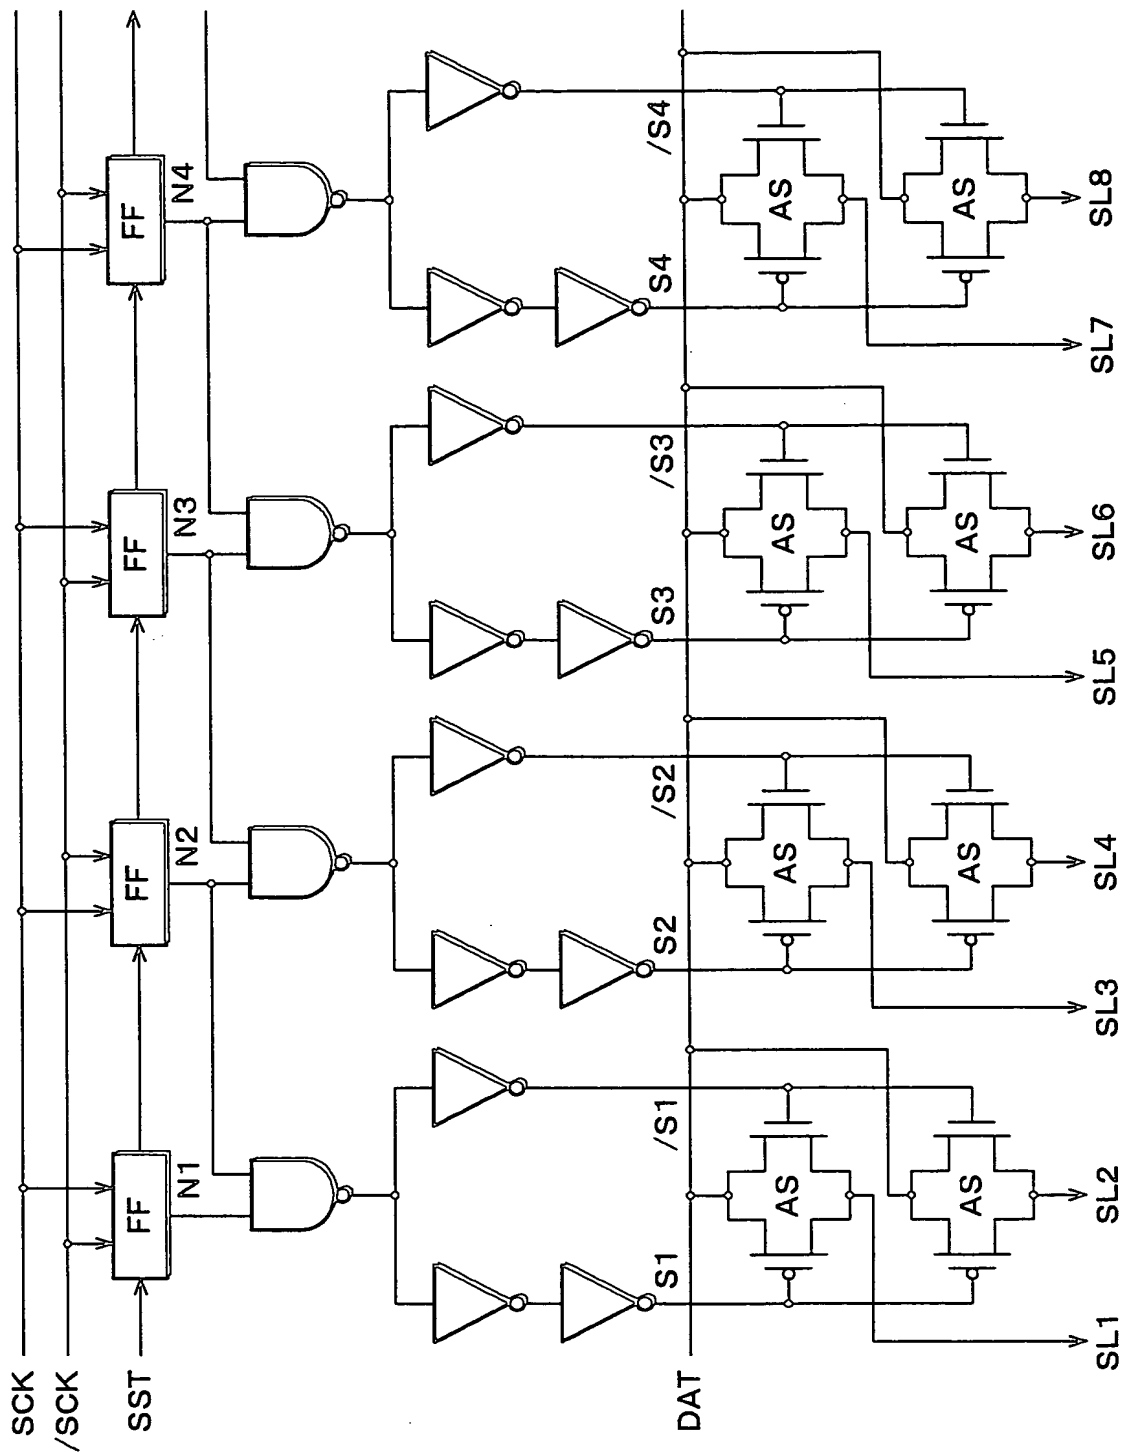 SCK
/SCK
SST
FF
FF
FF
FF
N1
N2
N3
N4
S1
/S1
S2
/S2
S3
/S3
S4
/S4
DAT
AS
AS
AS
AS
AS
AS
AS
AS
SL1
SL2
SL3
SL4
SL5
SL6
SL7
SL8